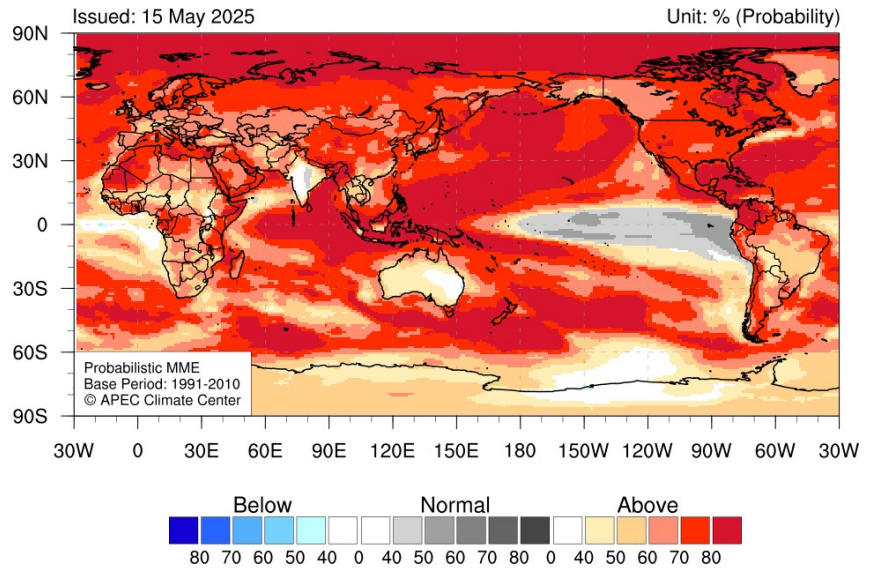 Issued: 15 May 2025 Unit: % (Probability)
90N
60N
30N
0
30S
60S
90S
Probabilistic MME
Base Period: 1991-2010
© APEC Climate Center
30W 0 30E 60E 90E 120E 150E 180 150W 120W 90W 60W 30W
Below Normal Above
80 70 60 50 40 0 40 50 60 70 80 0 40 50 60 70 80